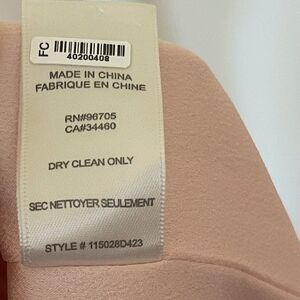 FC
40200408
MADE IN CHINA
FABRIQUE EN CHINE
RN#96705
CA#34460
DRY CLEAN ONLY
SEC NETTOYER SEULEMENT
STYLE # 115028D423